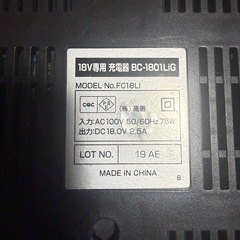 18V専用 充電器 BC-1801LiG
MODEL No.FC18LI
C&C
(株)高儀
入力:AC100V 50/60Hz 75W
出力:DC18.0V 2.5A
LOT NO.
19 AE
MADE IN CHINA
B